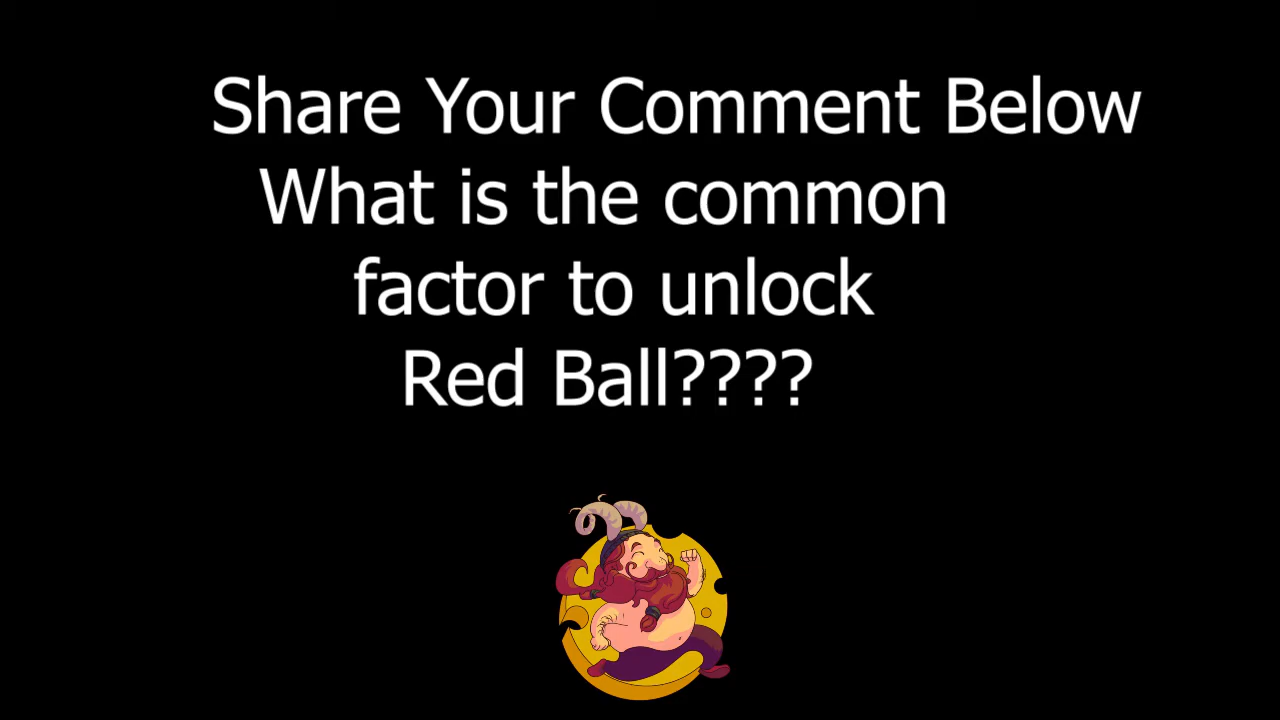 Share Your Comment Below
What is the common
factor to unlock
Red Ball????